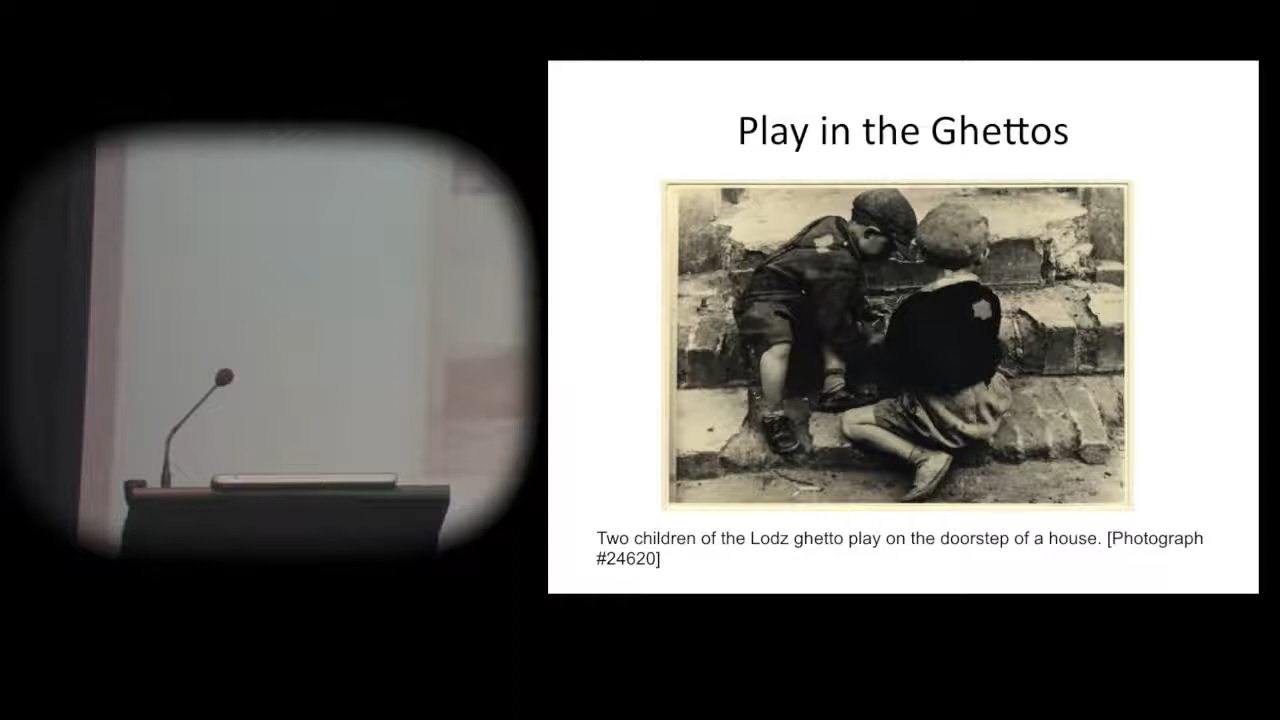 Play in the Ghettos
Two children of the Lodz ghetto play on the doorstep of a house. [Photograph
#24620]